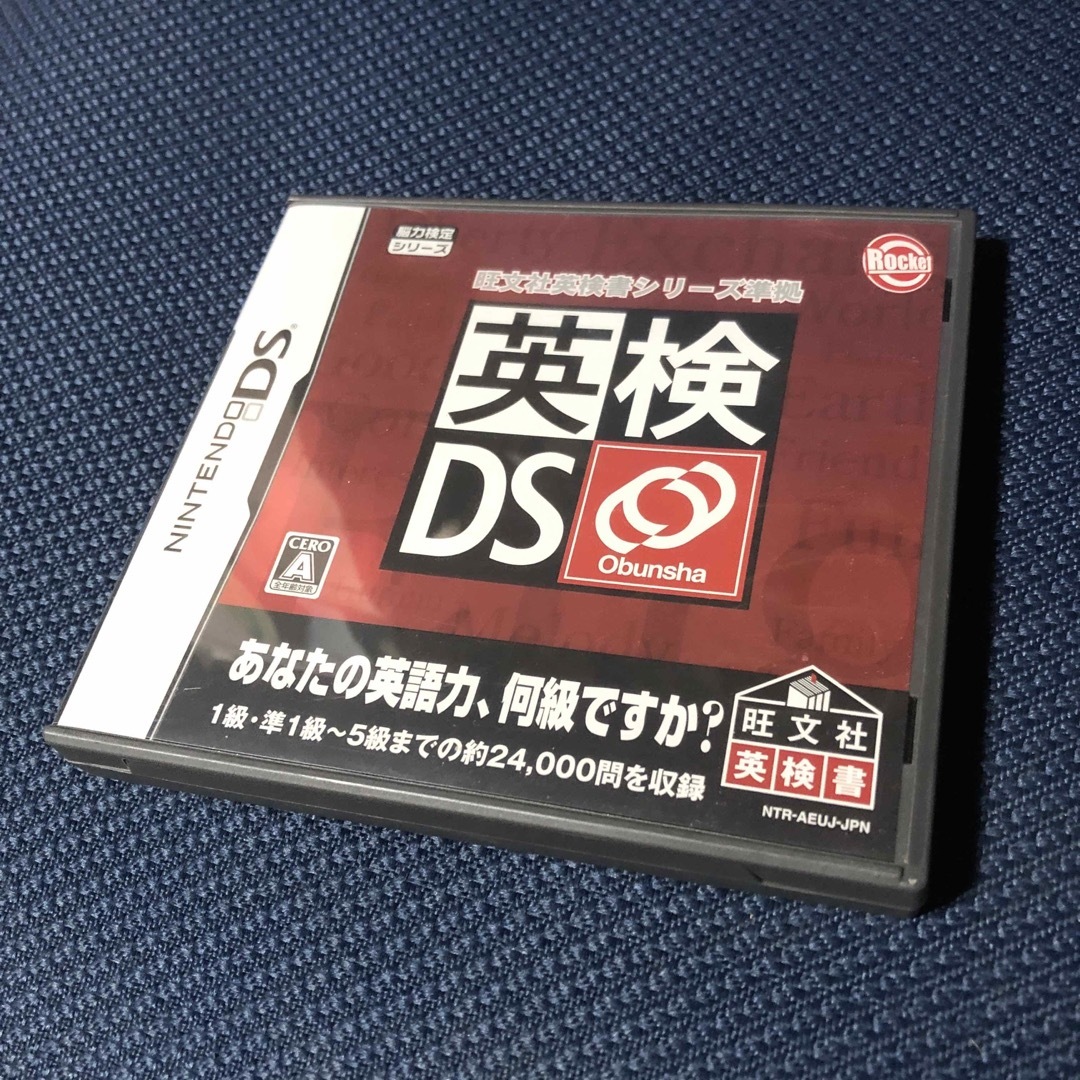 NINTENDO DS®
脳力検定
シリーズ
Rocket
旺文社英検書シリーズ準拠
英検
DS
Obunsha
CERO
A
全年齢対象
あなたの英語力、何級ですか?
1級・準1級〜5級までの約24,000問を収録
旺文社
英検書
NTR-AEUJ-JPN